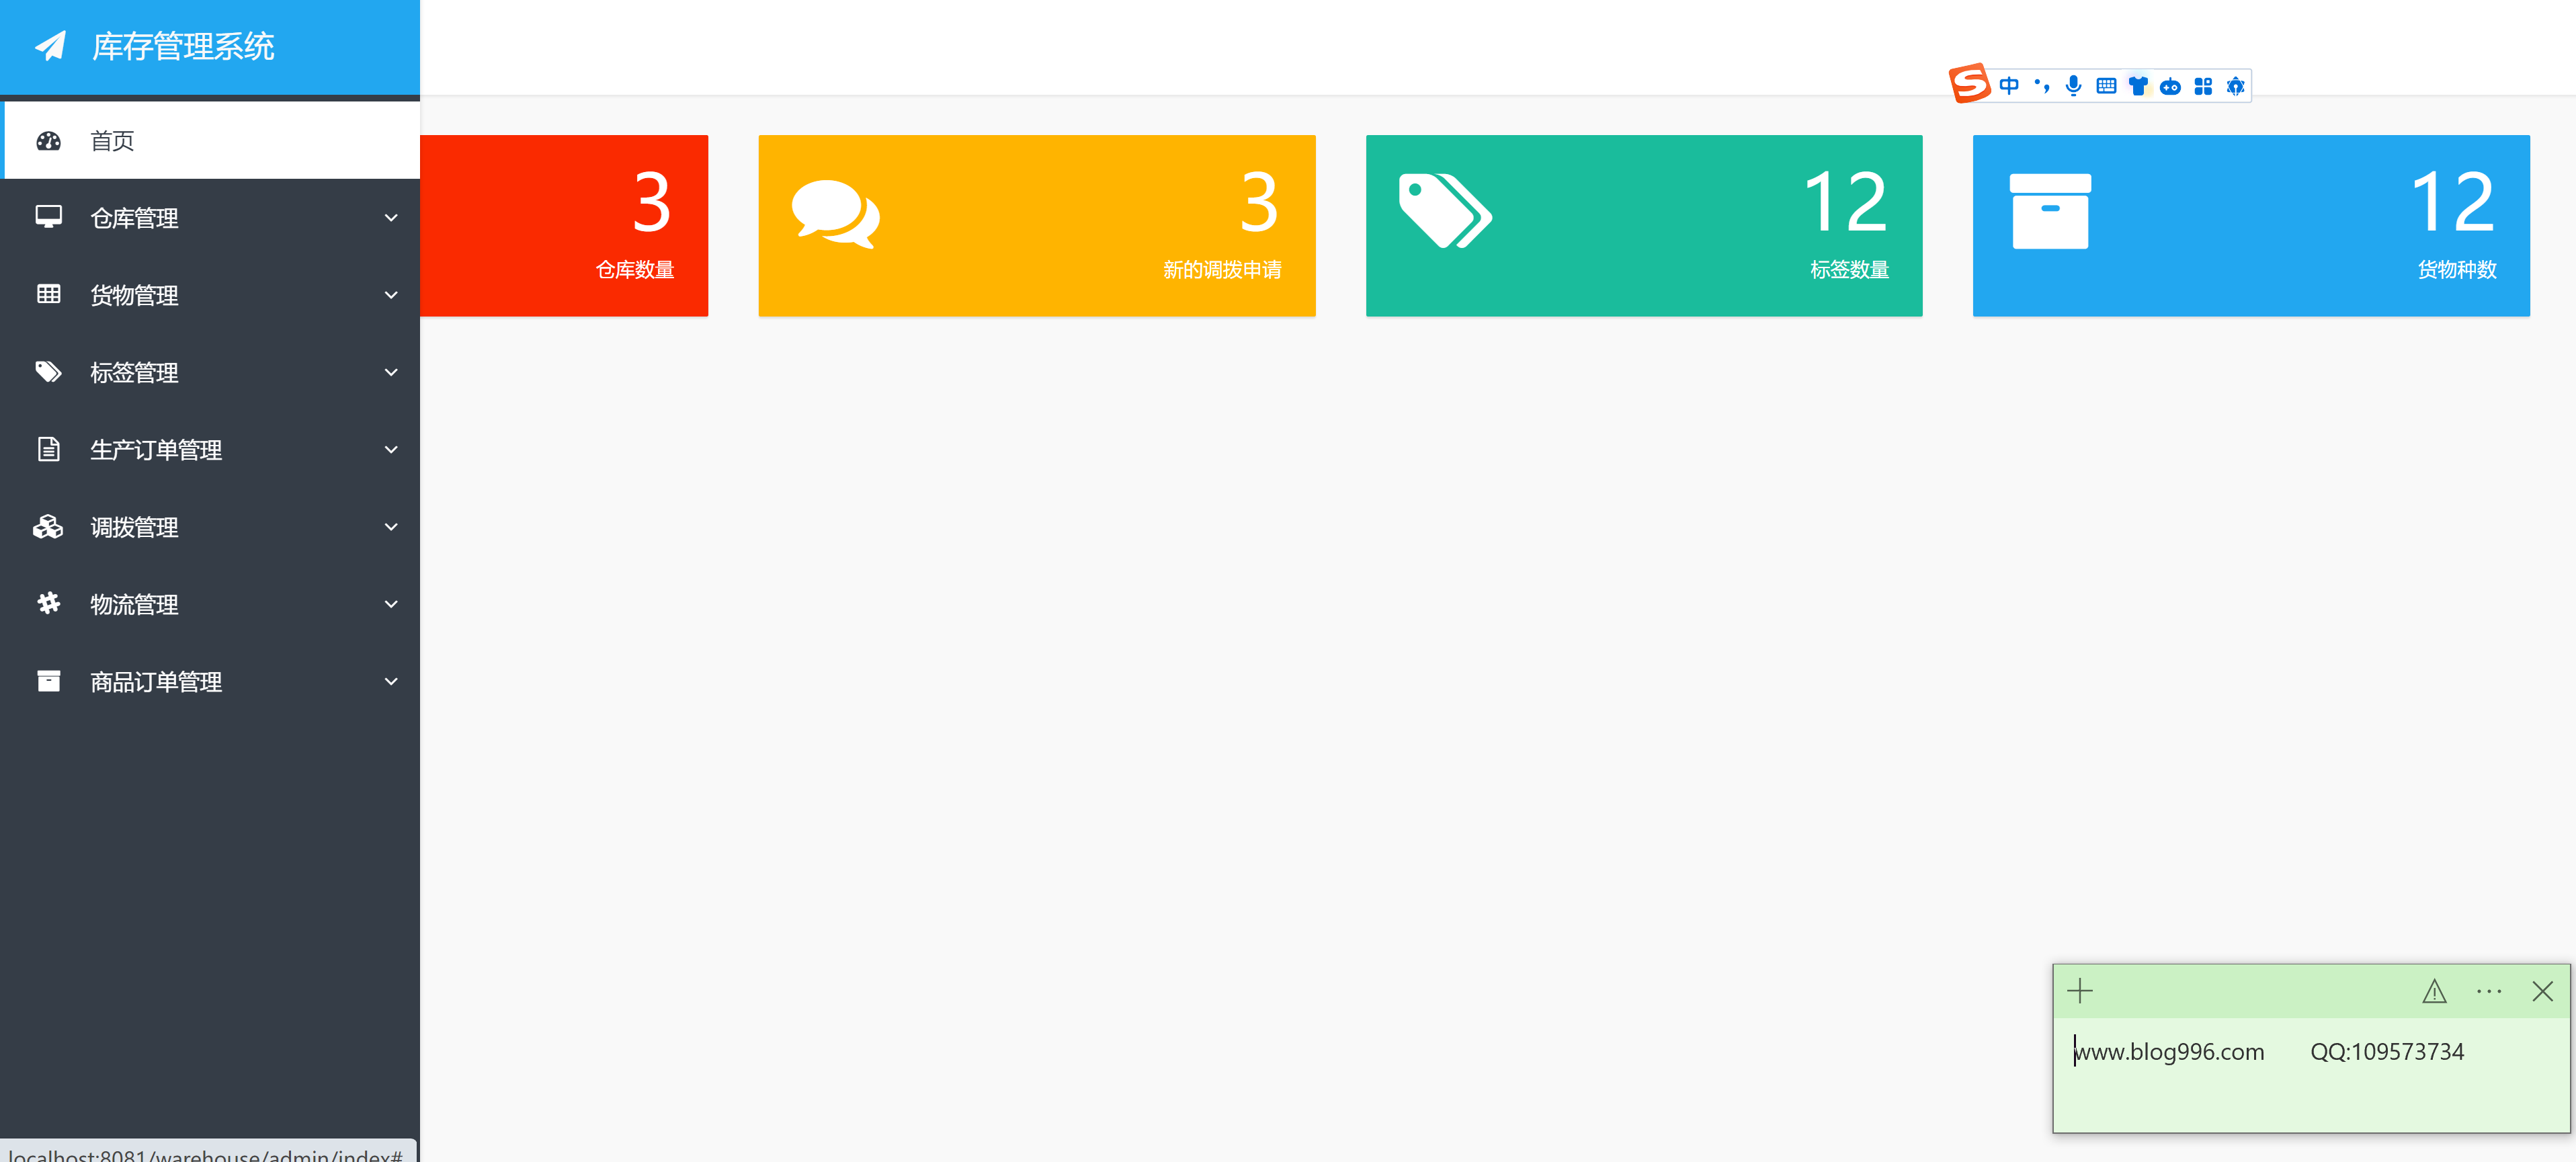 库存管理系统
首页
仓库管理
货物管理
标签管理
生产订单管理
调拨管理
物流管理
商品订单管理
3
仓库数量
3
新的调拨申请
12
标签数量
12
货物种数
中
www.blog996.com QQ:109573734
localhost:8081/warehouse/admin/index#